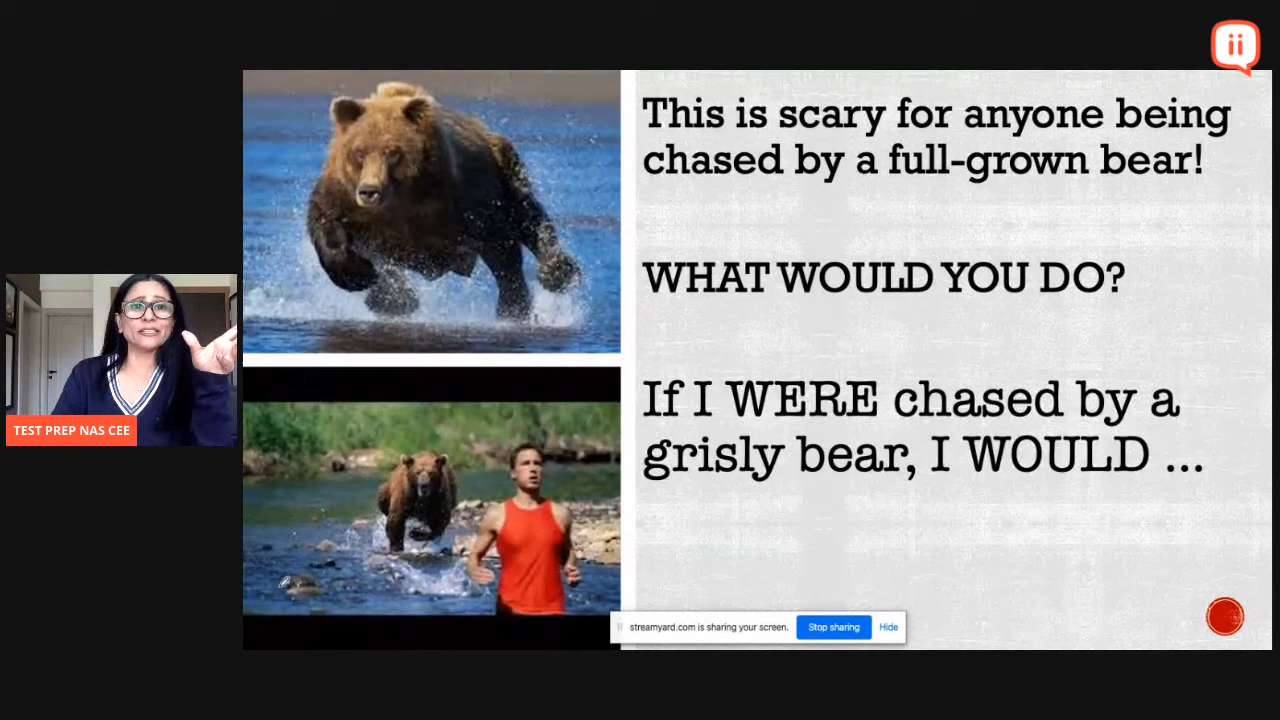 ii
This is scary for anyone being
chased by a full-grown bear!
WHAT WOULD YOU DO?
If I WERE chased by a
grisly bear, I WOULD ...
TEST PREP NAS CEE
streamyard.com is sharing your screen. Stop sharing Hide